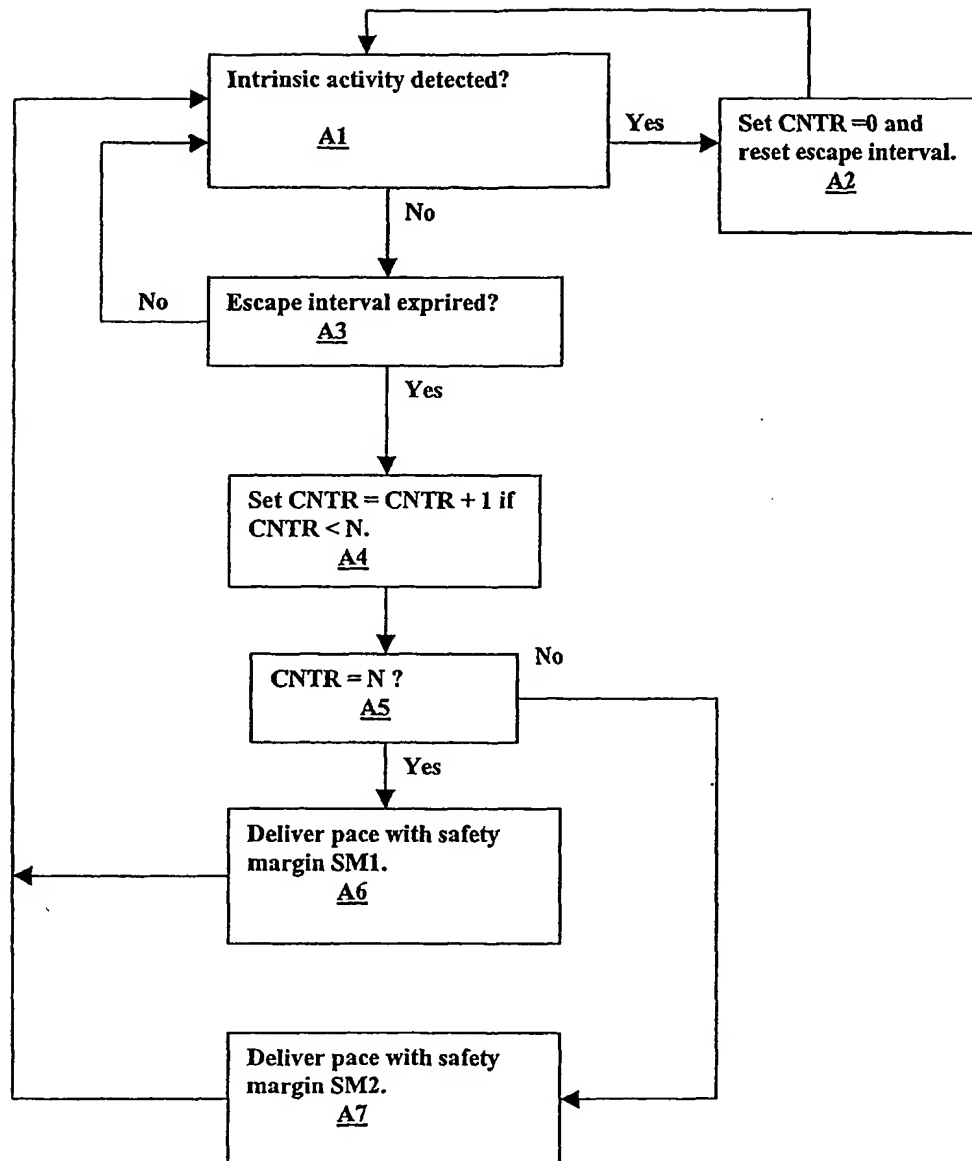 Intrinsic activity detected?
A1
Yes
Set CNTR =0 and
reset escape interval.
A2
No
No
Escape interval exprired?
A3
Yes
Set CNTR = CNTR + 1 if
CNTR < N.
A4
No
CNTR = N ?
A5
Yes
Deliver pace with safety
margin SM1.
A6
Deliver pace with safety
margin SM2.
A7